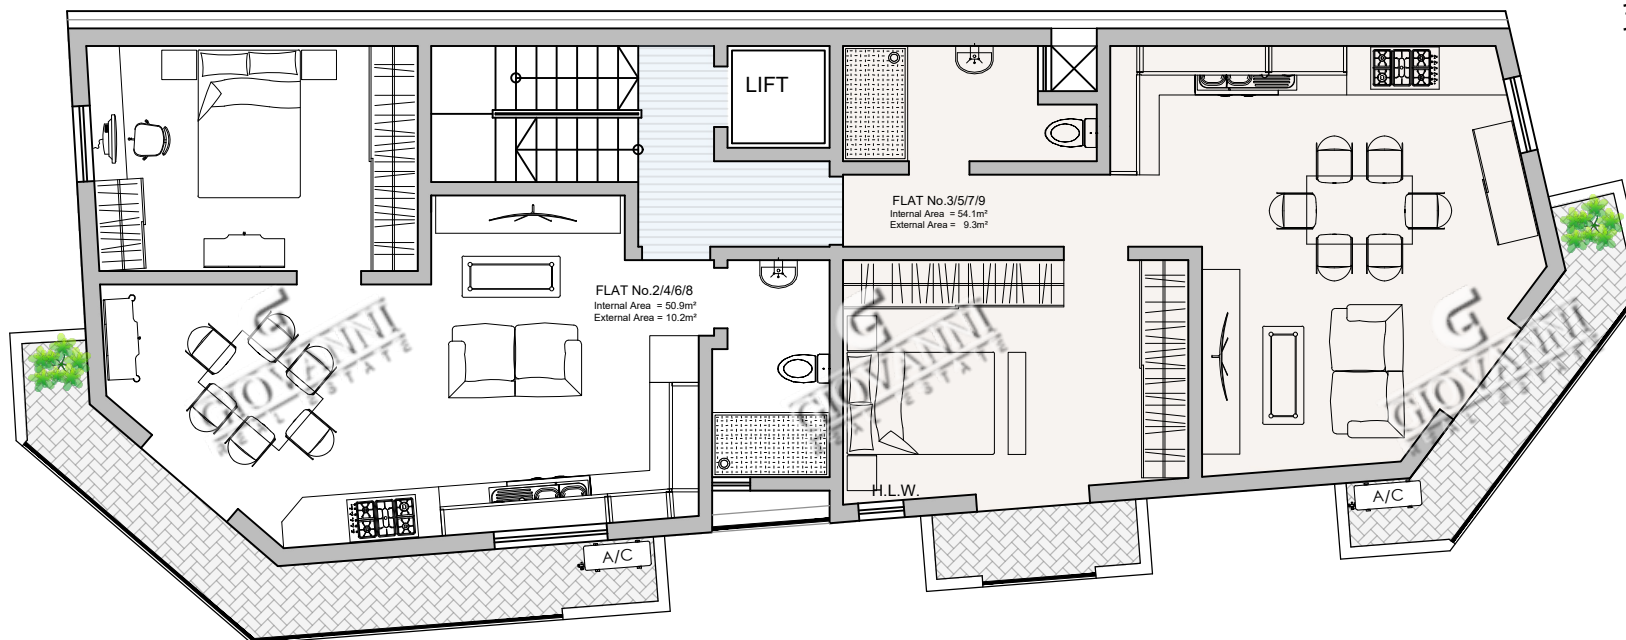 LIFT
FLAT No.3/5/7/9
Internal Area = 54.1m²
External Area = 9.3m²
FLAT No.2/4/6/8
Internal Area = 50.9m²
External Area = 10.2m²
GIOVANNI
REAL ESTATE
GIOVANNI
REAL ESTATE
GIOVANNI
REAL ESTATE
H.L.W.
A/C
A/C